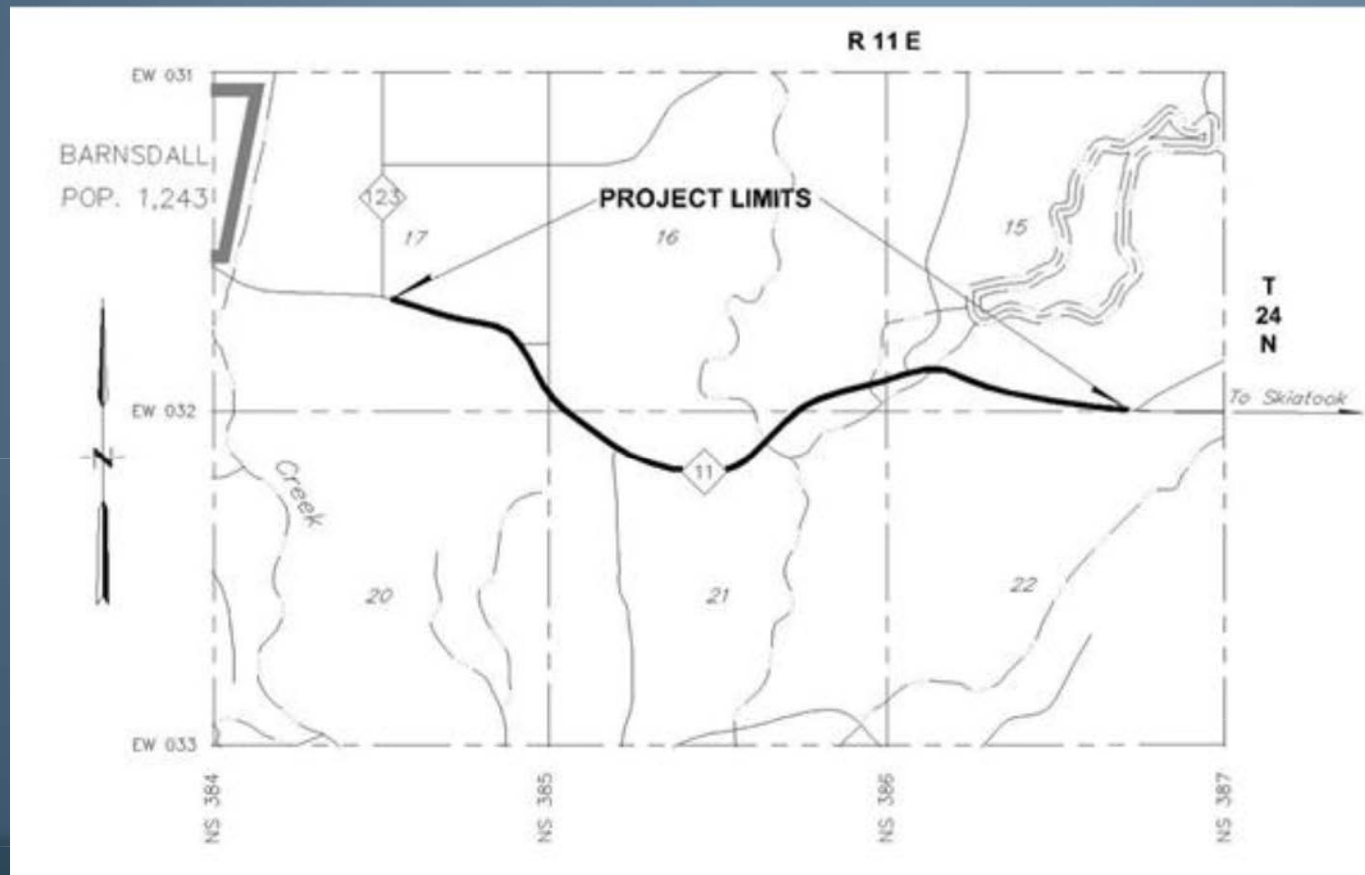 R 11 E
EW 031
BARNSDALL
POP. 1,243
123
PROJECT LIMITS
17
16
15
T
24
N
EW 032
To Skiatook
11
Creek
20
21
22
EW 033
NS 384
NS 385
NS 386
NS 387
N